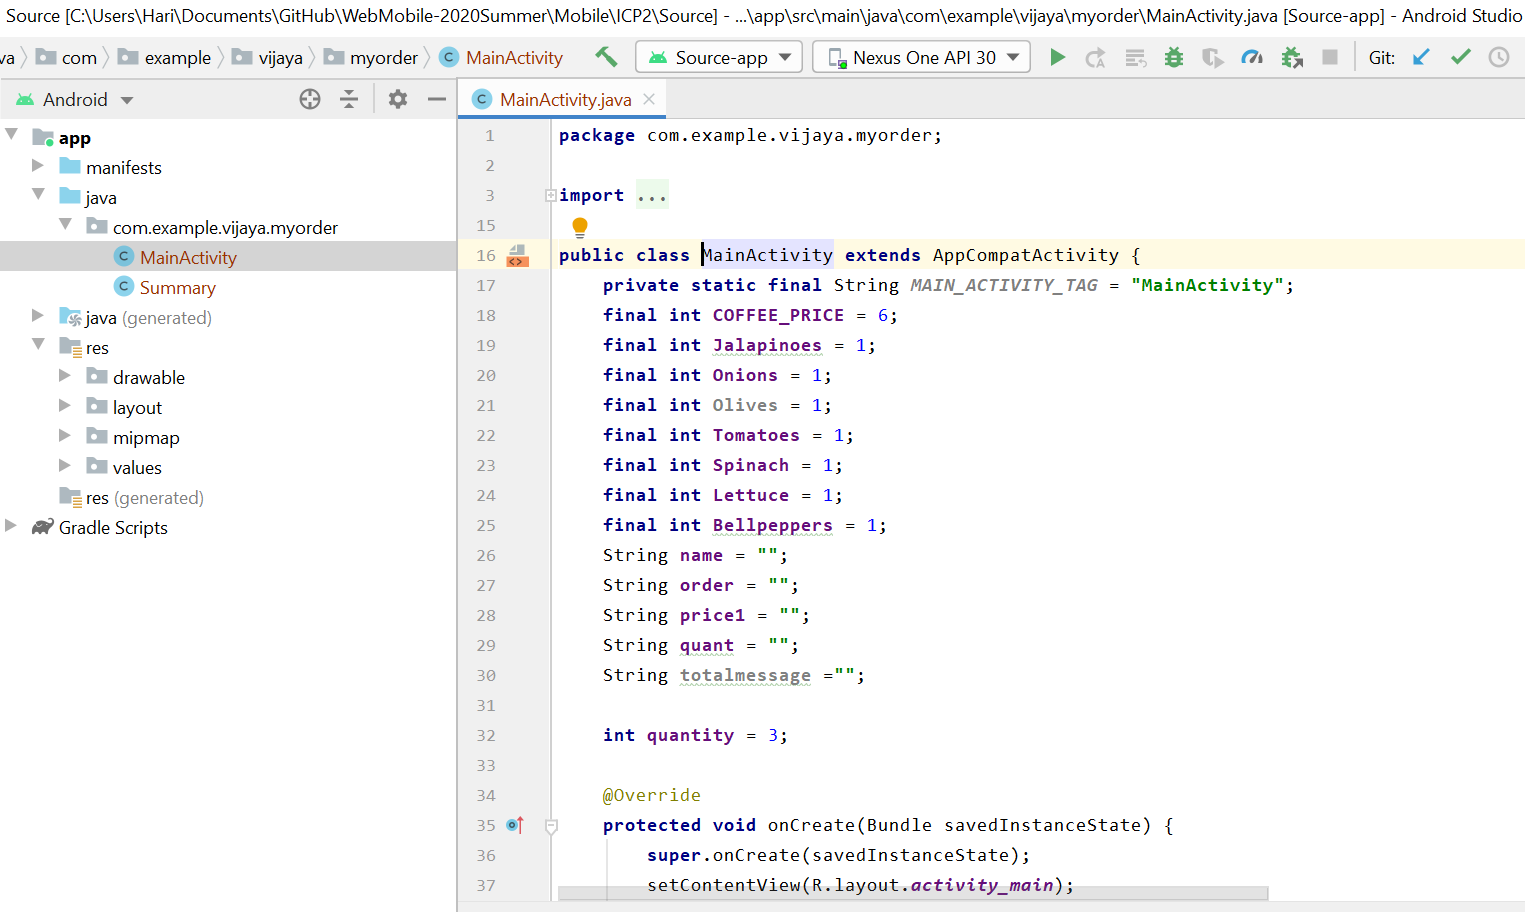 Source [C:\Users\Hari\Documents\GitHub\WebMobile-2020Summer\Mobile\ICP2\Source] - ...\app\src\main\java\com\example\vijaya\myorder\MainActivity.java [Source-app] - Android Studio
va com example vijaya myorder C MainActivity Source-app Nexus One API 30 Git:
Android
C MainActivity.java
app
manifests
java
com.example.vijaya.myorder
C MainActivity
C Summary
java (generated)
res
drawable
layout
mipmap
values
res (generated)
Gradle Scripts
1 package com.example.vijaya.myorder;
2
3 import ...
15
16 public class MainActivity extends AppCompatActivity {
17 private static final String MAIN_ACTIVITY_TAG = "MainActivity";
18 final int COFFEE_PRICE = 6;
19 final int Jalapinoes = 1;
20 final int Onions = 1;
21 final int Olives = 1;
22 final int Tomatoes = 1;
23 final int Spinach = 1;
24 final int Lettuce = 1;
25 final int Bellpeppers = 1;
26 String name = "";
27 String order = "";
28 String price1 = "";
29 String quant = "";
30 String totalmessage ="";
31
32 int quantity = 3;
33
34 @Override
35 protected void onCreate(Bundle savedInstanceState) {
36 super.onCreate(savedInstanceState);
37 setContentView(R.layout.activity_main);